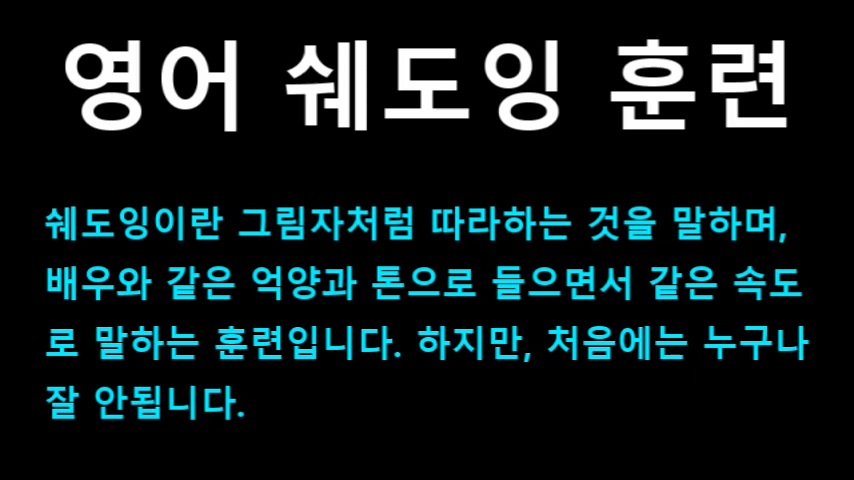 영어 쉐도잉 훈련
쉐도잉이란 그림자처럼 따라하는 것을 말하며,
배우와 같은 억양과 톤으로 들으면서 같은 속도
로 말하는 훈련입니다. 하지만, 처음에는 누구나
잘 안됩니다.